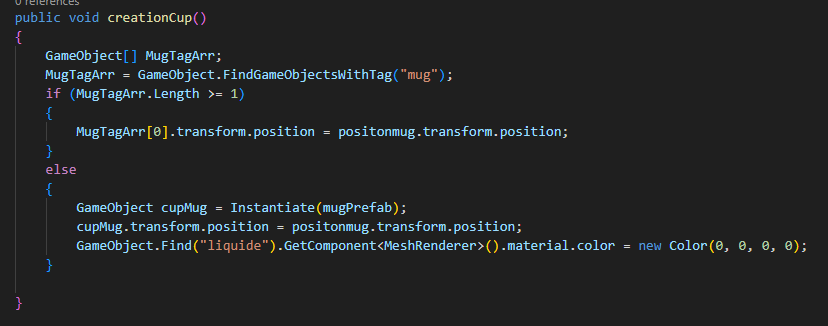 0 references
public void creationCup()
{
GameObject[] MugTagArr;
MugTagArr = GameObject.FindGameObjectsWithTag("mug");
if (MugTagArr.Length >= 1)
{
MugTagArr[0].transform.position = positonmug.transform.position;
}
else
{
GameObject cupMug = Instantiate(mugPrefab);
cupMug.transform.position = positonmug.transform.position;
GameObject.Find("liquide").GetComponent<MeshRenderer>().material.color = new Color(0, 0, 0, 0);
}
}